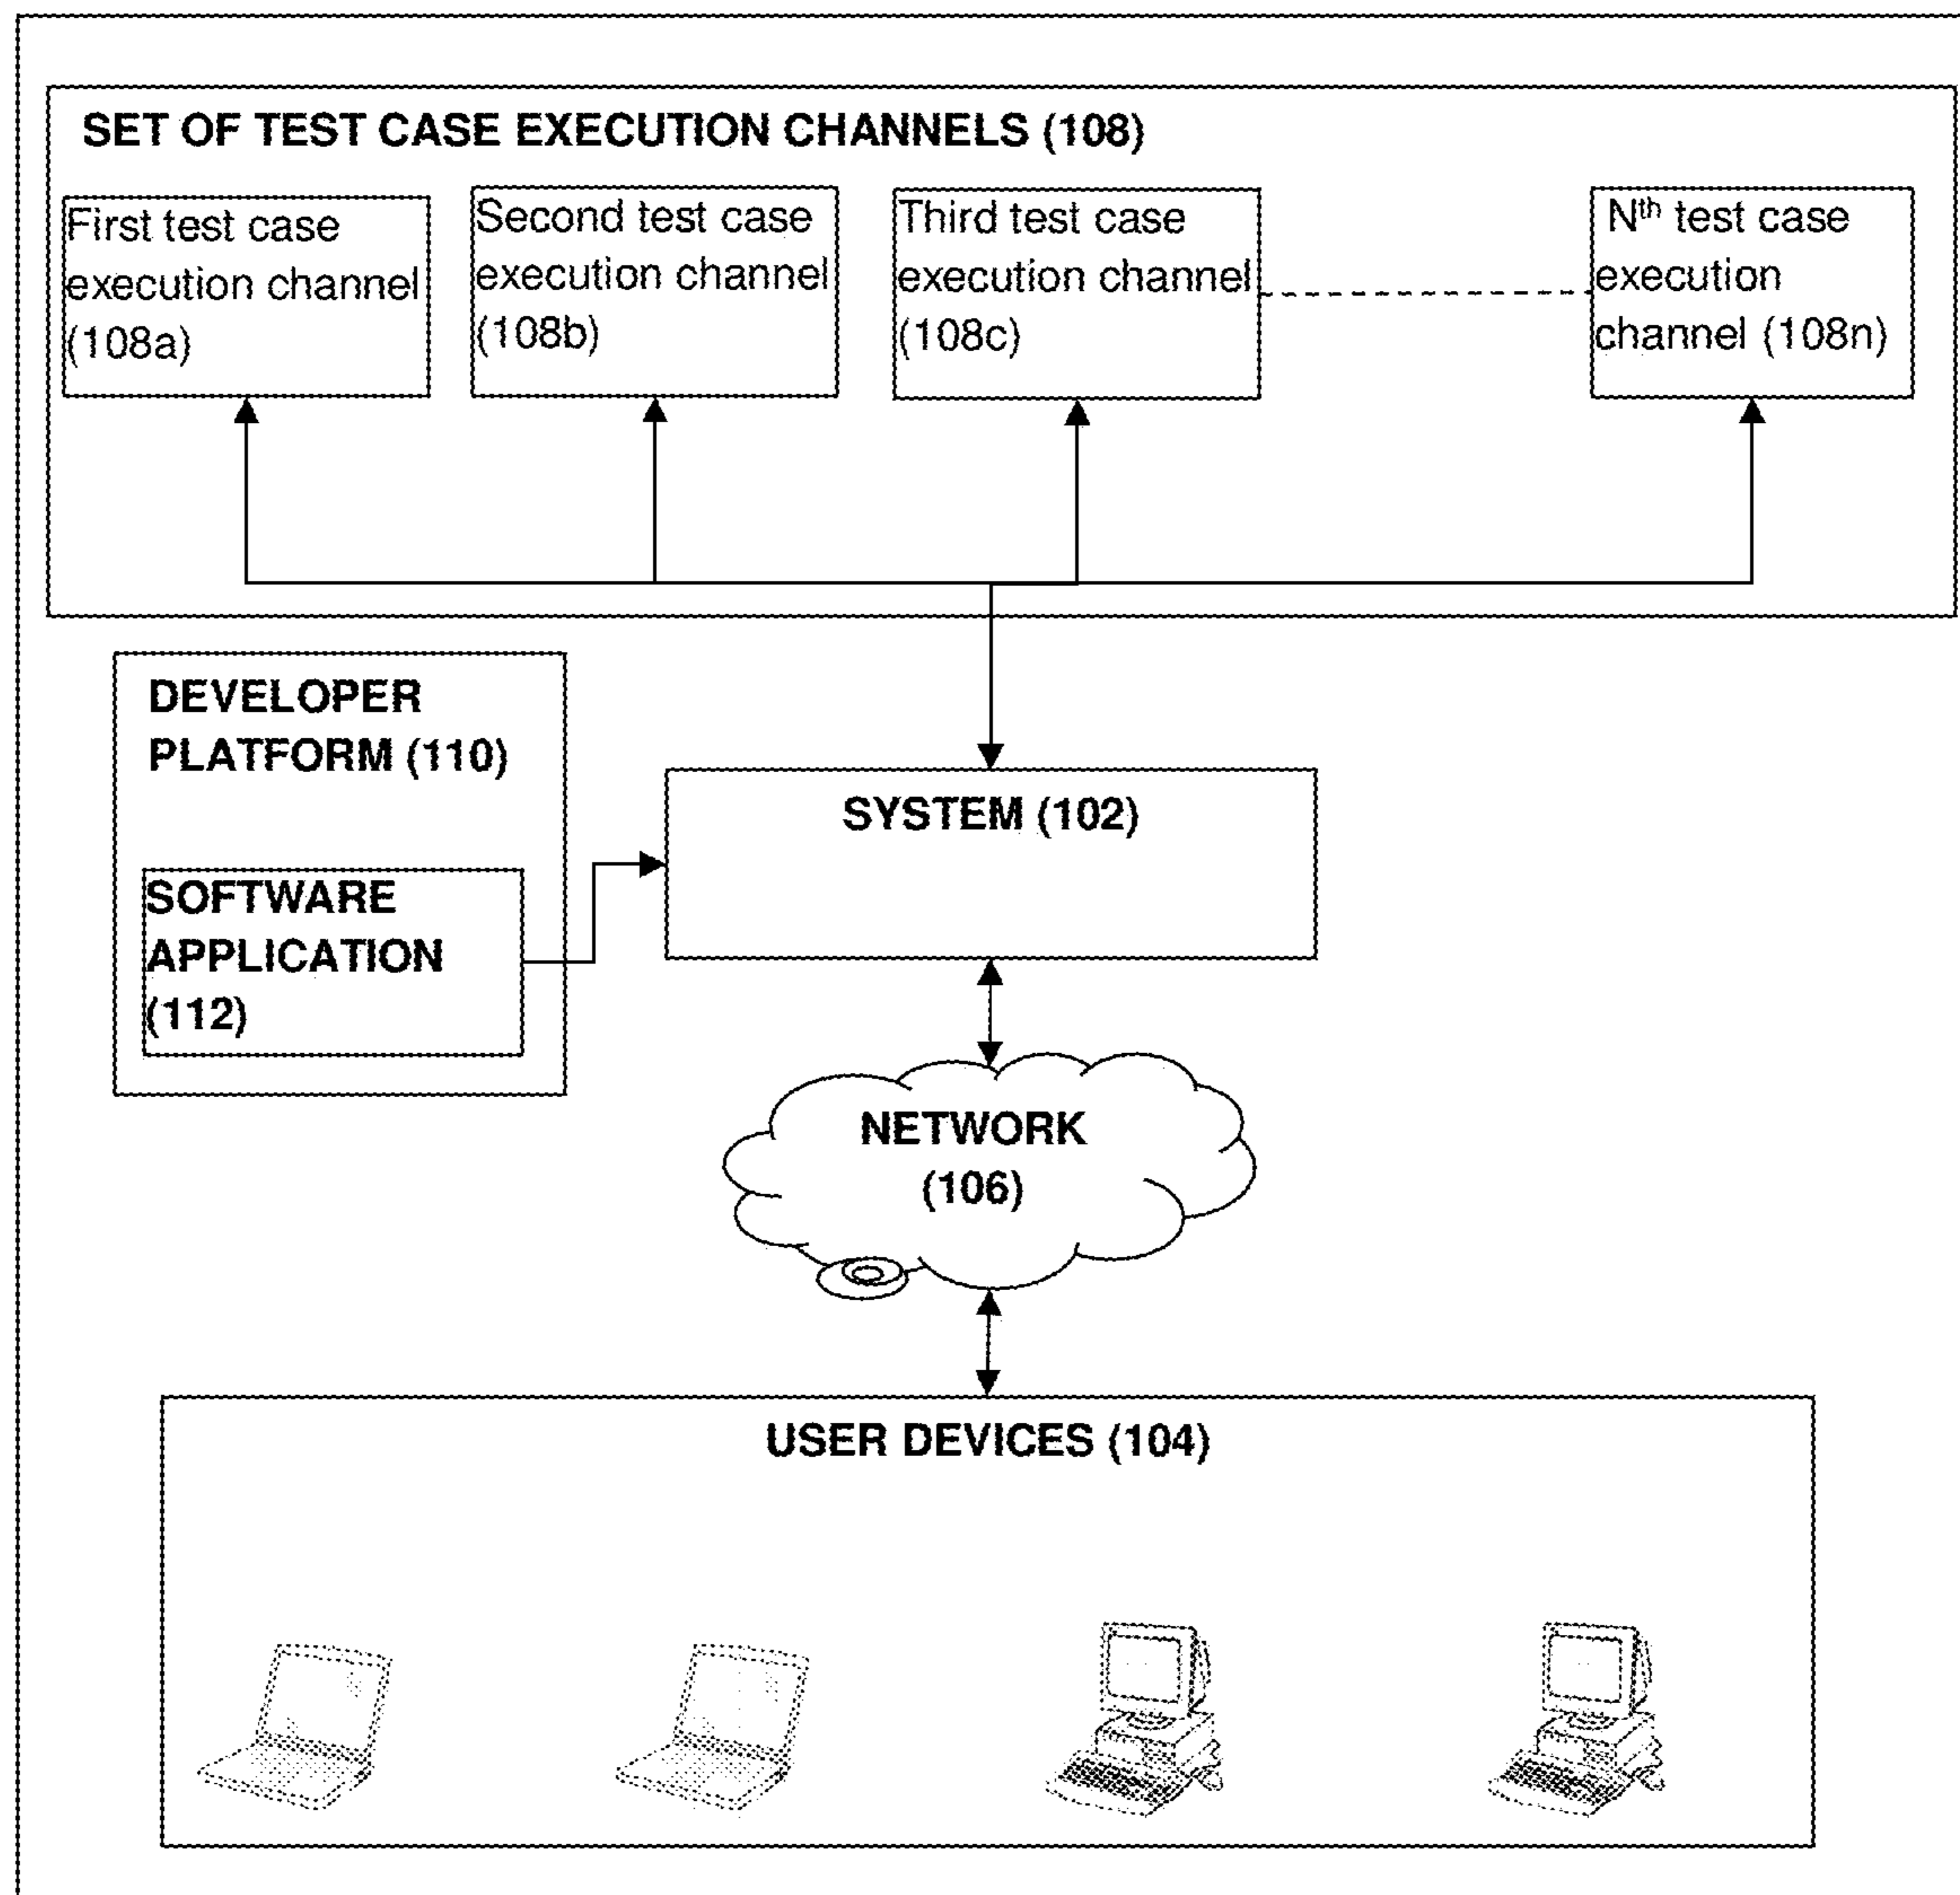 SET OF TEST CASE EXECUTION CHANNELS (108)
First test case
execution channel
(108a)
Second test case
execution channel
(108b)
Third test case
execution channel
(108c)
Nth test case
execution
channel (108n)
DEVELOPER
PLATFORM (110)
SOFTWARE
APPLICATION
(112)
SYSTEM (102)
NETWORK
(106)
USER DEVICES (104)